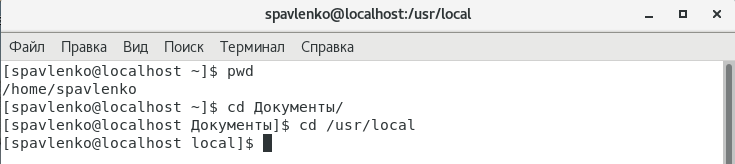 spavlenko@localhost:/usr/local
Файл Правка Вид Поиск Терминал Справка
[spavlenko@localhost ~]$ pwd
/home/spavlenko
[spavlenko@localhost ~]$ cd Документы/
[spavlenko@localhost Документы]$ cd /usr/local
[spavlenko@localhost local]$